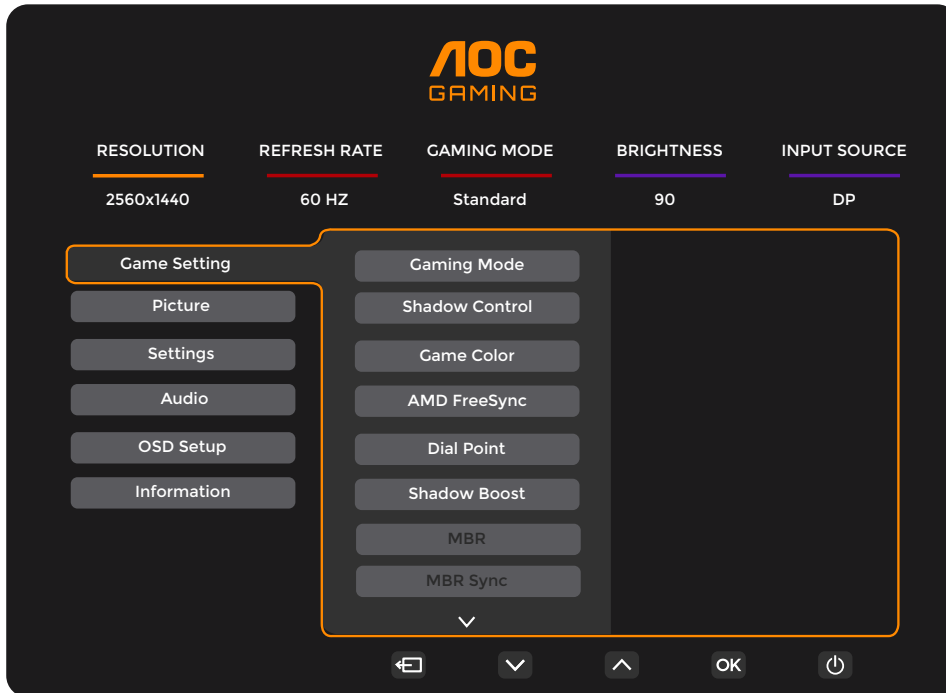 AOC
GAMING
RESOLUTION REFRESH RATE GAMING MODE BRIGHTNESS INPUT SOURCE
2560x1440 60 HZ Standard 90 DP
Game Setting
Picture
Settings
Audio
OSD Setup
Information
Gaming Mode
Shadow Control
Game Color
AMD FreeSync
Dial Point
Shadow Boost
MBR
MBR Sync
OK